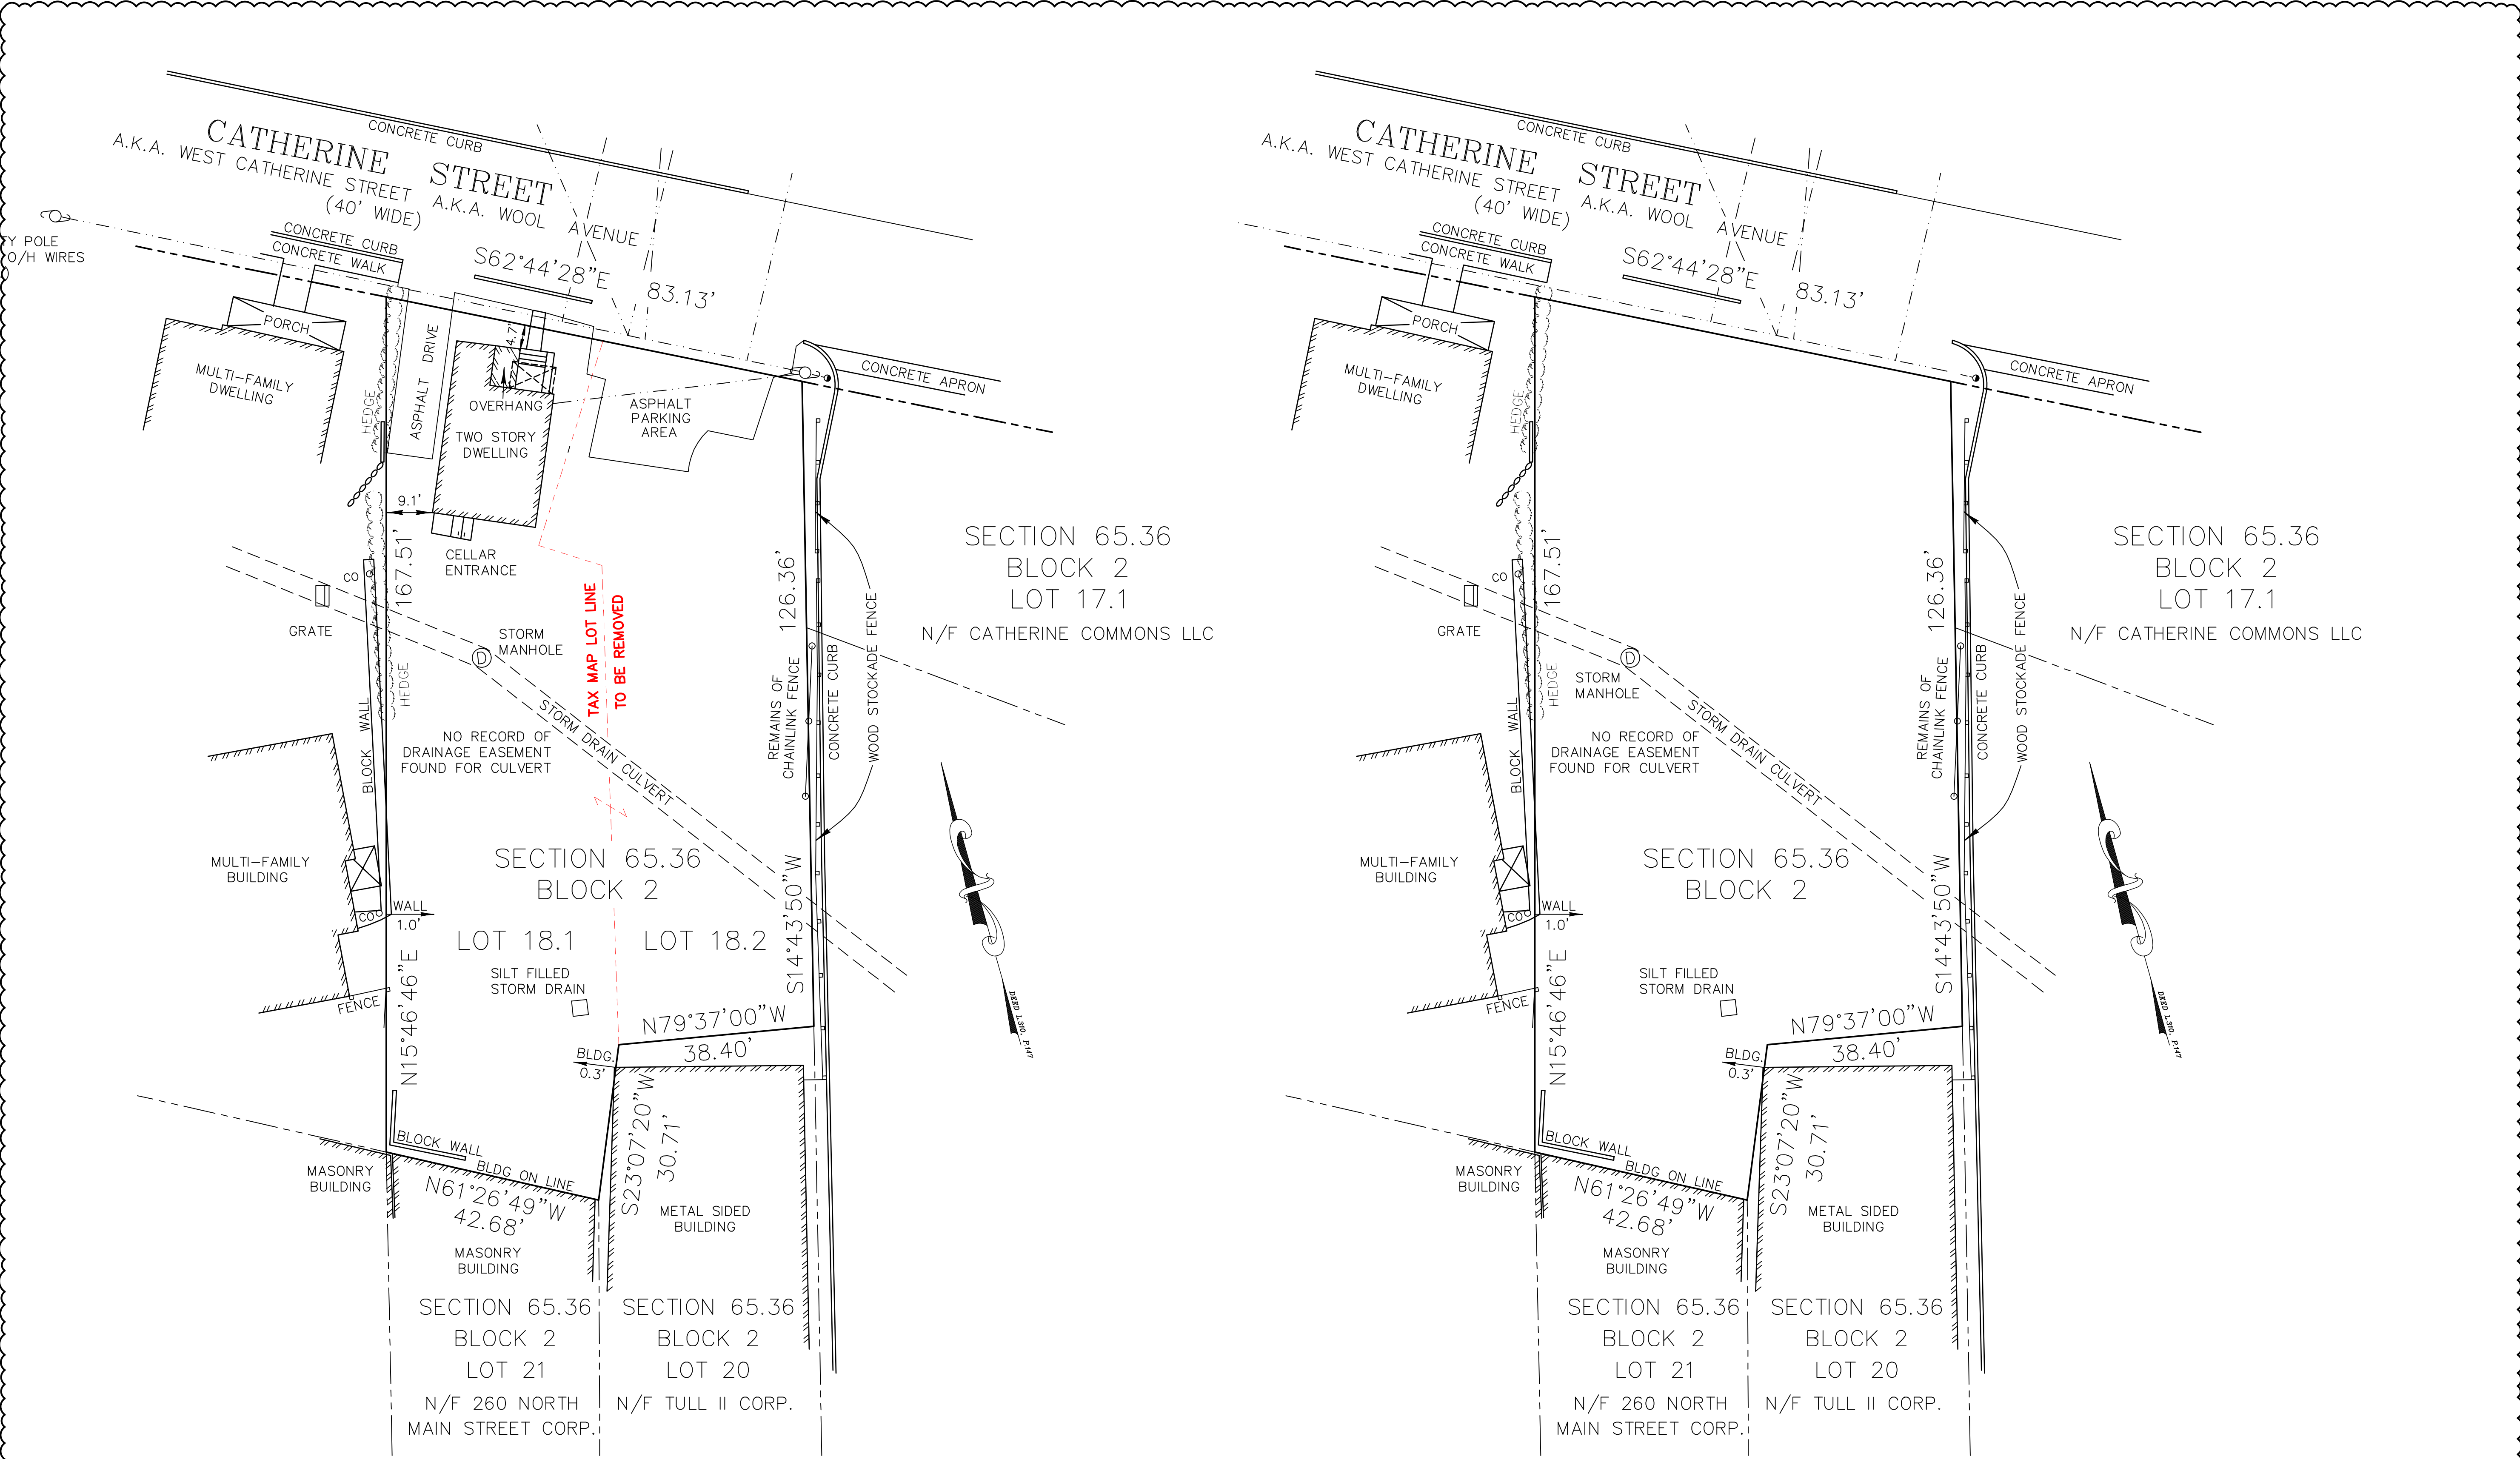 CONCRETE CURB
CATHERINE STREET
A.K.A. WEST CATHERINE STREET A.K.A. WOOL AVENUE
(40' WIDE)
TY POLE
O/H WIRES
)
CONCRETE CURB
CONCRETE WALK
S62°44'28"E 83.13'
PORCH
MULTI-FAMILY
DWELLING
HEDGE
ASPHALT DRIVE
4.7'
OVERHANG
TWO STORY
DWELLING
ASPHALT
PARKING
AREA
CONCRETE APRON
9.1'
CELLAR
ENTRANCE
167.51'
CO
GRATE
STORM
MANHOLE
D
HEDGE
BLOCK WALL
TAX MAP LOT LINE
TO BE REMOVED
126.36'
REMAINS OF
CHAINLINK FENCE
CONCRETE CURB
WOOD STOCKADE FENCE
SECTION 65.36
BLOCK 2
LOT 17.1
N/F CATHERINE COMMONS LLC
STORM DRAIN CULVERT
NO RECORD OF
DRAINAGE EASEMENT
FOUND FOR CULVERT
MULTI-FAMILY
BUILDING
SECTION 65.36
BLOCK 2
LOT 18.1
LOT 18.2
WALL
1.0'
CO
S14°43'50"W
N15°46'46"E
SILT FILLED
STORM DRAIN
FENCE
DEED L.310. P.147
N79°37'00"W
38.40'
BLDG.
0.3'
S23°07'20"W
30.71'
BLOCK WALL
BLDG ON LINE
N61°26'49"W
42.68'
MASONRY
BUILDING
METAL SIDED
BUILDING
MASONRY
BUILDING
SECTION 65.36
BLOCK 2
LOT 21
N/F 260 NORTH
MAIN STREET CORP.
SECTION 65.36
BLOCK 2
LOT 20
N/F TULL II CORP.
CONCRETE CURB
CATHERINE STREET
A.K.A. WEST CATHERINE STREET A.K.A. WOOL AVENUE
(40' WIDE)
CONCRETE CURB
CONCRETE WALK
S62°44'28"E 83.13'
PORCH
MULTI-FAMILY
DWELLING
HEDGE
CONCRETE APRON
167.51'
CO
GRATE
D
STORM
MANHOLE
HEDGE
BLOCK WALL
126.36'
REMAINS OF
CHAINLINK FENCE
CONCRETE CURB
WOOD STOCKADE FENCE
SECTION 65.36
BLOCK 2
LOT 17.1
N/F CATHERINE COMMONS LLC
STORM DRAIN CULVERT
NO RECORD OF
DRAINAGE EASEMENT
FOUND FOR CULVERT
MULTI-FAMILY
BUILDING
SECTION 65.36
BLOCK 2
WALL
1.0'
CO
S14°43'50"W
N15°46'46"E
SILT FILLED
STORM DRAIN
FENCE
DEED L.310. P.147
N79°37'00"W
38.40'
BLDG.
0.3'
S23°07'20"W
30.71'
BLOCK WALL
BLDG ON LINE
N61°26'49"W
42.68'
MASONRY
BUILDING
METAL SIDED
BUILDING
MASONRY
BUILDING
SECTION 65.36
BLOCK 2
LOT 21
N/F 260 NORTH
MAIN STREET CORP.
SECTION 65.36
BLOCK 2
LOT 20
N/F TULL II CORP.